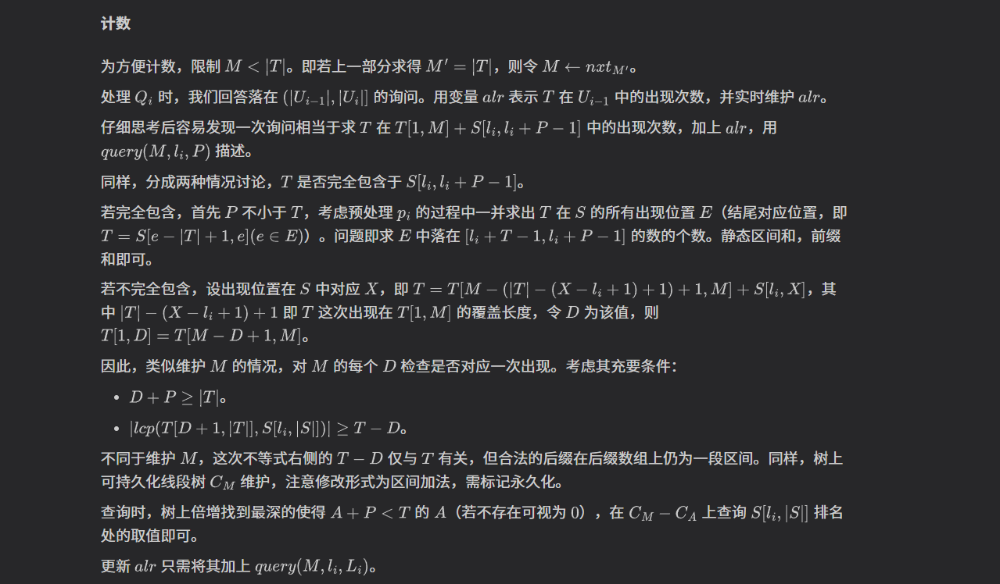 计数
为方便计数，限制 M < |T|。即若上一部分求得 M′ = |T|，则令 M ← nxt_{M′}。
处理 Q_i 时，我们回答落在 (|U_{i−1}|, |U_i|] 的询问。用变量 alr 表示 T 在 U_{i−1} 中的出现次数，并实时维护 alr。
仔细思考后容易发现一次询问相当于求 T 在 T[1, M] + S[l_i, l_i + P − 1] 中的出现次数，加上 alr，用
query(M, l_i, P) 描述。
同样，分成两种情况讨论，T 是否完全包含于 S[l_i, l_i + P − 1]。
若完全包含，首先 P 不小于 T，考虑预处理 p_i 的过程中一并求出 T 在 S 的所有出现位置 E（结尾对应位置，即
T = S[e − |T| + 1, e](e ∈ E)）。问题即求 E 中落在 [l_i + T − 1, l_i + P − 1] 的数的个数。静态区间和，前缀
和即可。
若不完全包含，设出现位置在 S 中对应 X，即 T = T[M − (|T| − (X − l_i + 1) + 1) + 1, M] + S[l_i, X]，其
中 |T| − (X − l_i + 1) + 1 即 T 这次出现在 T[1, M] 的覆盖长度，令 D 为该值，则
T[1, D] = T[M − D + 1, M]。
因此，类似维护 M 的情况，对 M 的每个 D 检查是否对应一次出现。考虑其充要条件：
• D + P ≥ |T|。
• |lcp(T[D + 1, |T|], S[l_i, |S|])| ≥ T − D。
不同于维护 M，这次不等式右侧的 T − D 仅与 T 有关，但合法的后缀在后缀数组上仍为一段区间。同样，树上
可持久化线段树 C_M 维护，注意修改形式为区间加法，需标记永久化。
查询时，树上倍增找到最深的使得 A + P < T 的 A（若不存在可视为 0），在 C_M − C_A 上查询 S[l_i, |S|] 排名
处的取值即可。
更新 alr 只需将其加上 query(M, l_i, L_i)。